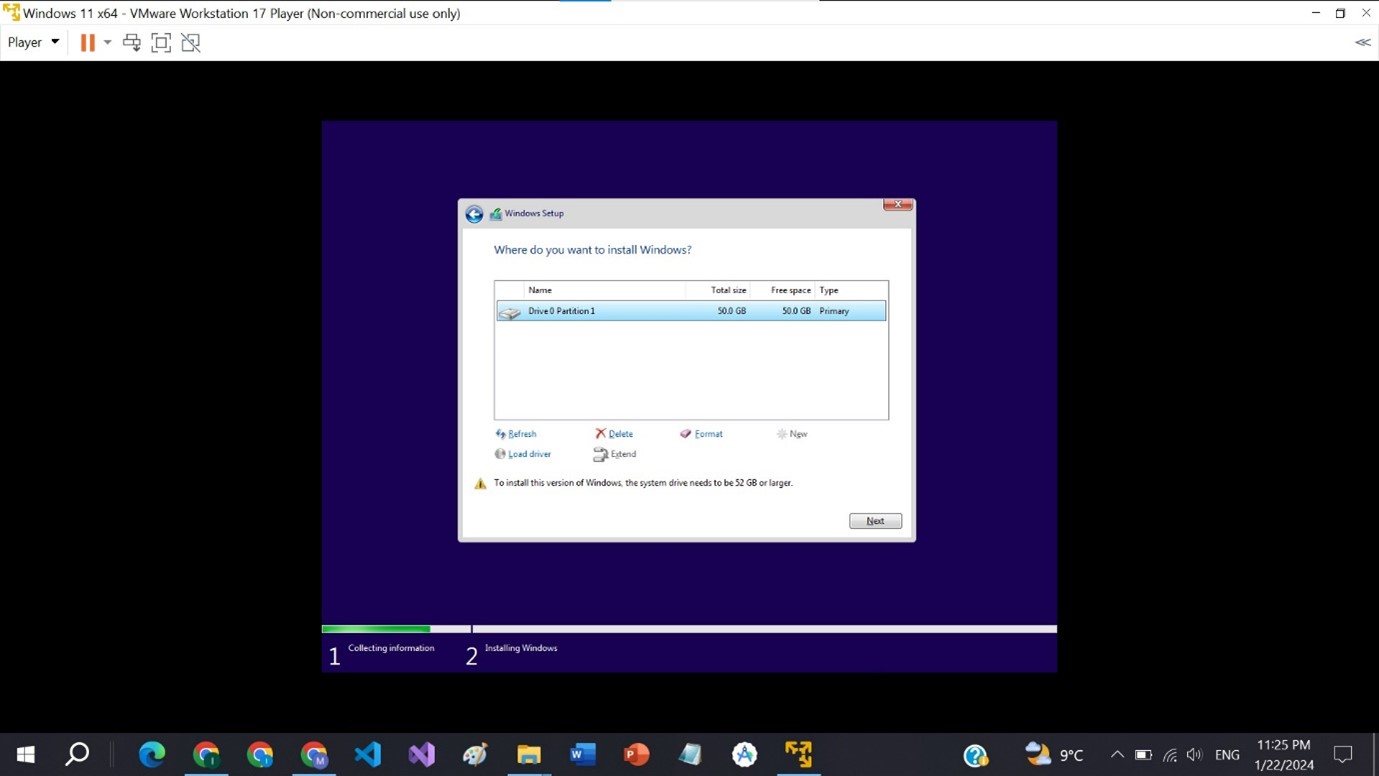 Windows 11 x64 - VMware Workstation 17 Player (Non-commercial use only)
Player
Windows Setup
Where do you want to install Windows?
Name Total size Free space Type
Drive 0 Partition 1 50.0 GB 50.0 GB Primary
Refresh Delete Format New
Load driver Extend
To install this version of Windows, the system drive needs to be 52 GB or larger.
Next
1 Collecting information 2 Installing Windows
9°C ENG 11:25 PM
1/22/2024